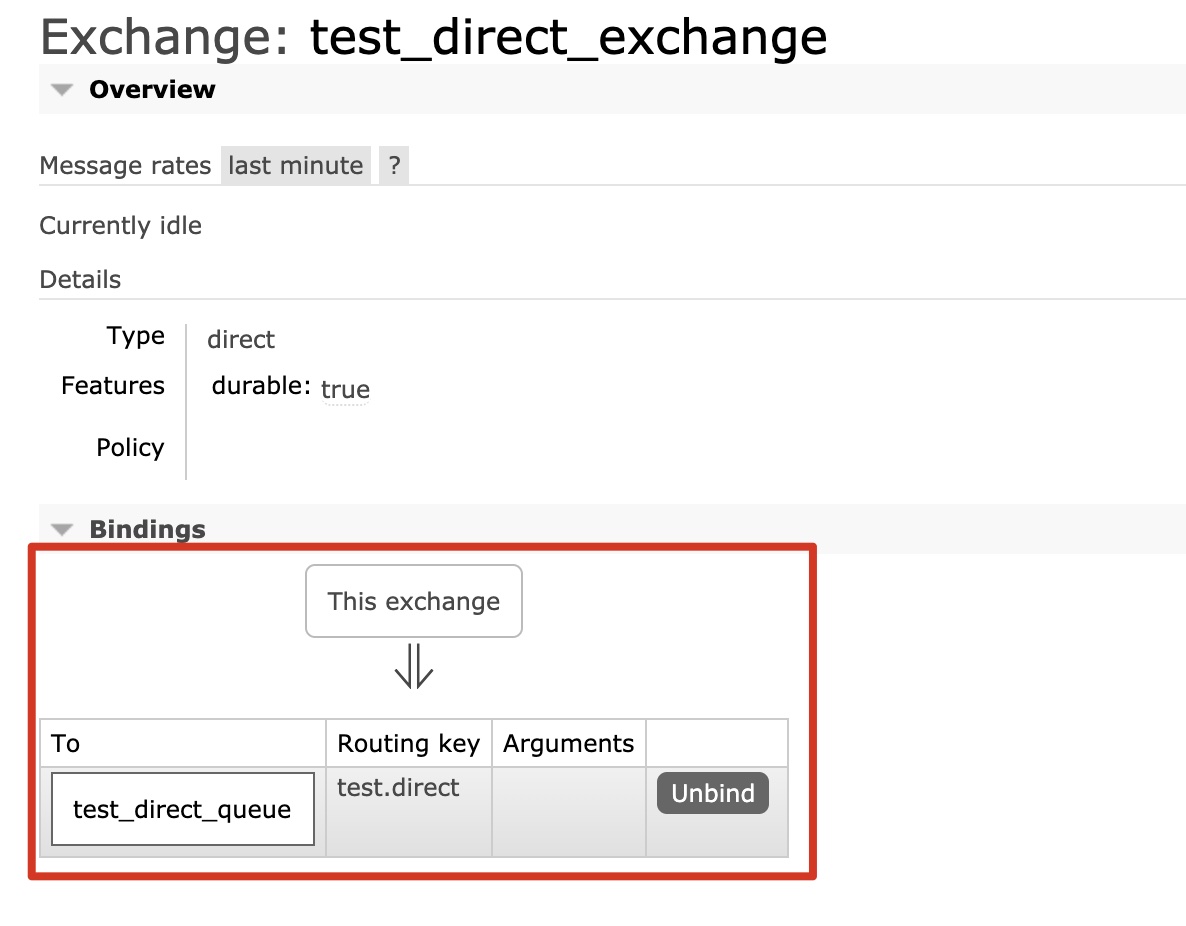 Exchange: test_direct_exchange
Overview
Message rates last minute ?
Currently idle
Details
Type direct
Features durable: true
Policy
Bindings
This exchange
To Routing key Arguments
test_direct_queue test.direct Unbind